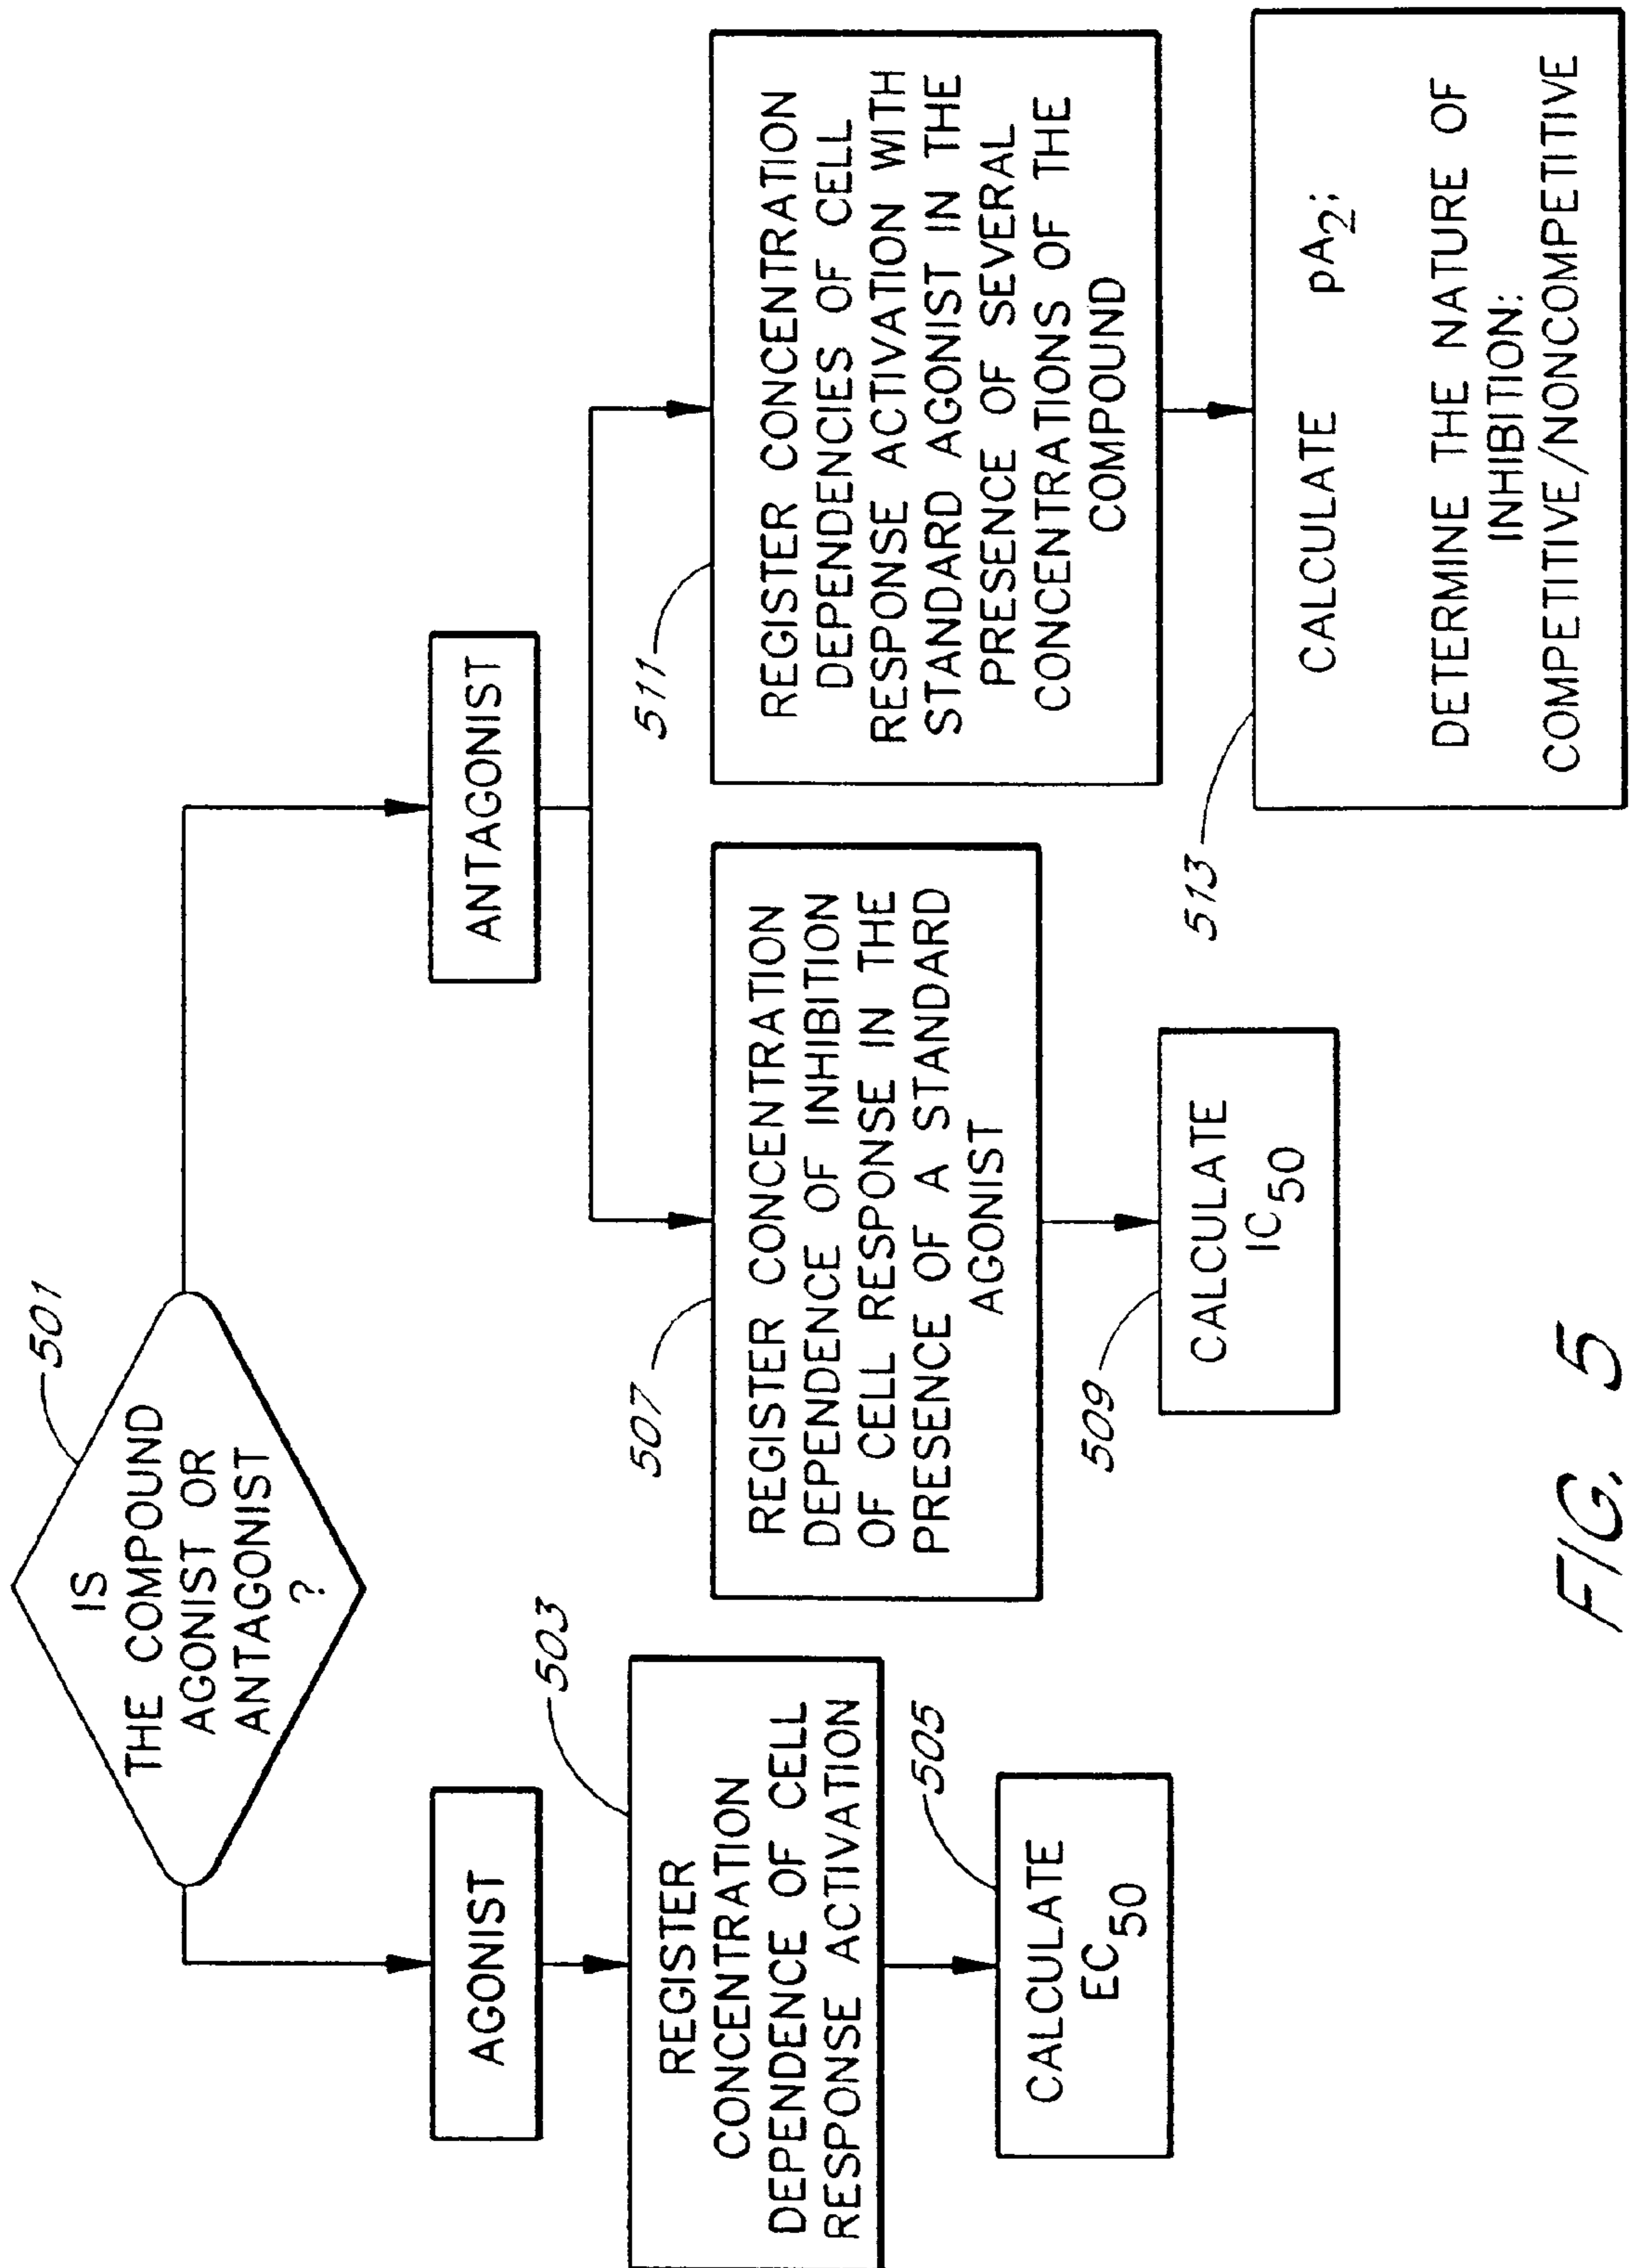 501
IS
THE COMPOUND
AGONIST OR
ANTAGONIST
?
AGONIST
503
REGISTER
CONCENTRATION
DEPENDENCE OF CELL
RESPONSE ACTIVATION
505
CALCULATE
EC50
ANTAGONIST
507
REGISTER CONCENTRATION
DEPENDENCE OF INHIBITION
OF CELL RESPONSE IN THE
PRESENCE OF A STANDARD
AGONIST
509
CALCULATE
IC50
511
REGISTER CONCENTRATION
DEPENDENCIES OF CELL
RESPONSE ACTIVATION WITH
STANDARD AGONIST IN THE
PRESENCE OF SEVERAL
CONCENTRATIONS OF THE
COMPOUND
513
CALCULATE pA2;
DETERMINE THE NATURE OF
INHIBITION:
COMPETITIVE/NONCOMPETITIVE
FIG. 5